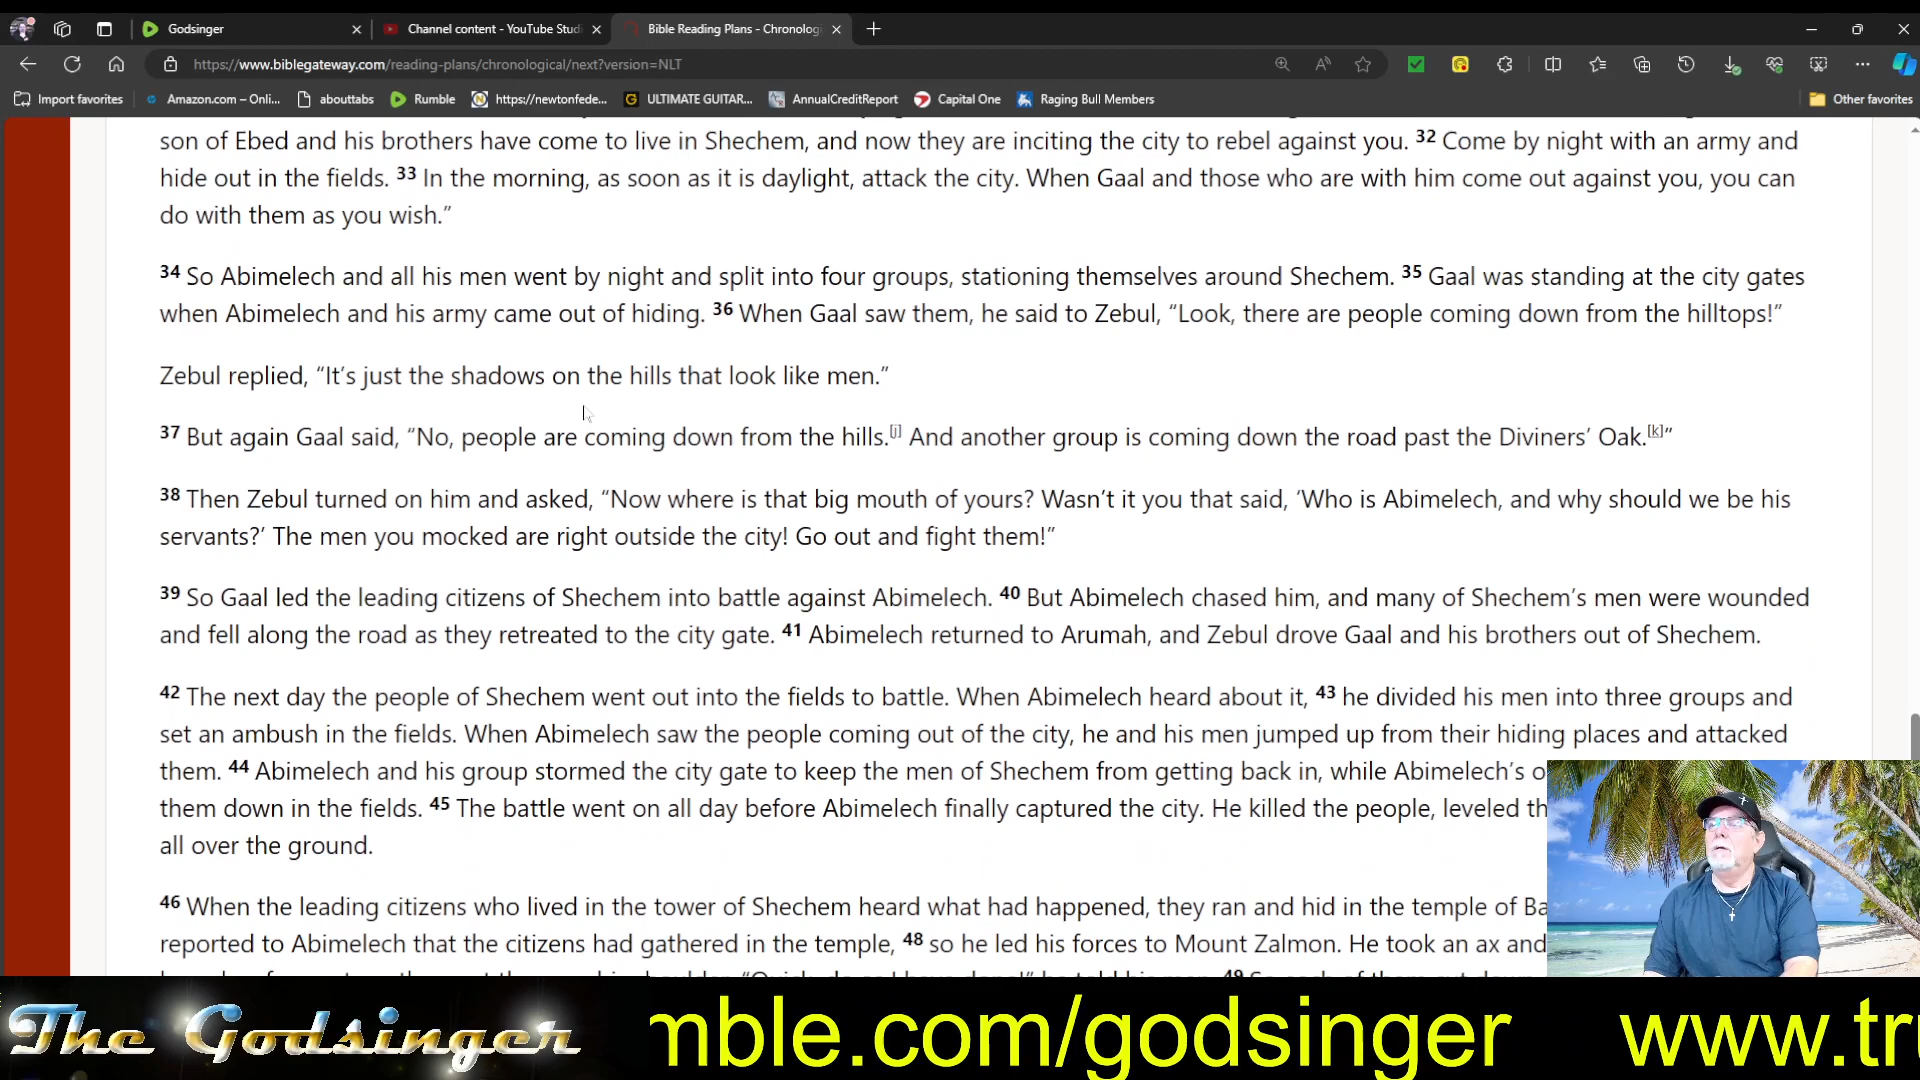 Godsinger
Channel content - YouTube Studi
Bible Reading Plans - Chronolog
https://www.biblegateway.com/reading-plans/chronological/next?version=NLT
Import favorites
Amazon.com – Onli...
abouttabs
Rumble
https://newtonfede...
ULTIMATE GUITAR...
AnnualCreditReport
Capital One
Raging Bull Members
Other favorites
son of Ebed and his brothers have come to live in Shechem, and now they are inciting the city to rebel against you. 32 Come by night with an army and
hide out in the fields. 33 In the morning, as soon as it is daylight, attack the city. When Gaal and those who are with him come out against you, you can
do with them as you wish.”
34 So Abimelech and all his men went by night and split into four groups, stationing themselves around Shechem. 35 Gaal was standing at the city gates
when Abimelech and his army came out of hiding. 36 When Gaal saw them, he said to Zebul, “Look, there are people coming down from the hilltops!”
Zebul replied, “It’s just the shadows on the hills that look like men.”
37 But again Gaal said, “No, people are coming down from the hills.[j] And another group is coming down the road past the Diviners’ Oak.[k]”
38 Then Zebul turned on him and asked, “Now where is that big mouth of yours? Wasn’t it you that said, ‘Who is Abimelech, and why should we be his
servants?’ The men you mocked are right outside the city! Go out and fight them!”
39 So Gaal led the leading citizens of Shechem into battle against Abimelech. 40 But Abimelech chased him, and many of Shechem’s men were wounded
and fell along the road as they retreated to the city gate. 41 Abimelech returned to Arumah, and Zebul drove Gaal and his brothers out of Shechem.
42 The next day the people of Shechem went out into the fields to battle. When Abimelech heard about it, 43 he divided his men into three groups and
set an ambush in the fields. When Abimelech saw the people coming out of the city, he and his men jumped up from their hiding places and attacked
them. 44 Abimelech and his group stormed the city gate to keep the men of Shechem from getting back in, while Abimelech’s o
them down in the fields. 45 The battle went on all day before Abimelech finally captured the city. He killed the people, leveled th
all over the ground.
46 When the leading citizens who lived in the tower of Shechem heard what had happened, they ran and hid in the temple of Ba
reported to Abimelech that the citizens had gathered in the temple, 48 so he led his forces to Mount Zalmon. He took an ax and
The Godsinger
mble.com/godsinger
www.tr